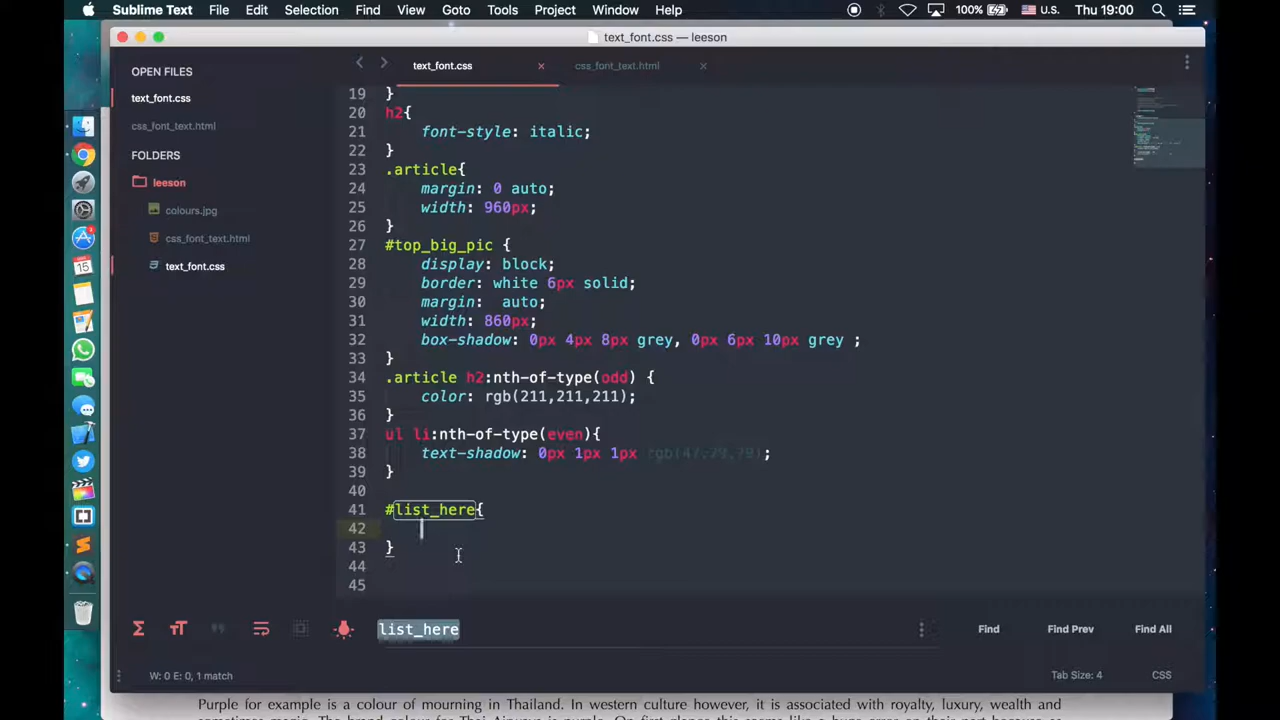 Sublime Text File Edit Selection Find View Goto Tools Project Window Help 100% U.S. Thu 19:00
text_font.css — leeson
OPEN FILES
text_font.css
css_font_text.html
FOLDERS
leeson
colours.jpg
css_font_text.html
text_font.css
text_font.css × css_font_text.html ×
19 }
20 h2{
21 font-style: italic;
22 }
23 .article{
24 margin: 0 auto;
25 width: 960px;
26 }
27 #top_big_pic {
28 display: block;
29 border: white 6px solid;
30 margin:  auto;
31 width: 860px;
32 box-shadow: 0px 4px 8px grey, 0px 6px 10px grey ;
33 }
34 .article h2:nth-of-type(odd) {
35 color: rgb(211,211,211);
36 }
37 ul li:nth-of-type(even){
38 text-shadow: 0px 1px 1px rgb(47,79,79);
39 }
40
41 #list_here{
42
43 }
44
45
list_here Find Find Prev Find All
W: 0 E: 0, 1 match Tab Size: 4 CSS
Purple for example is a colour of mourning in Thailand. In western culture however, it is associated with royalty, luxury, wealth and